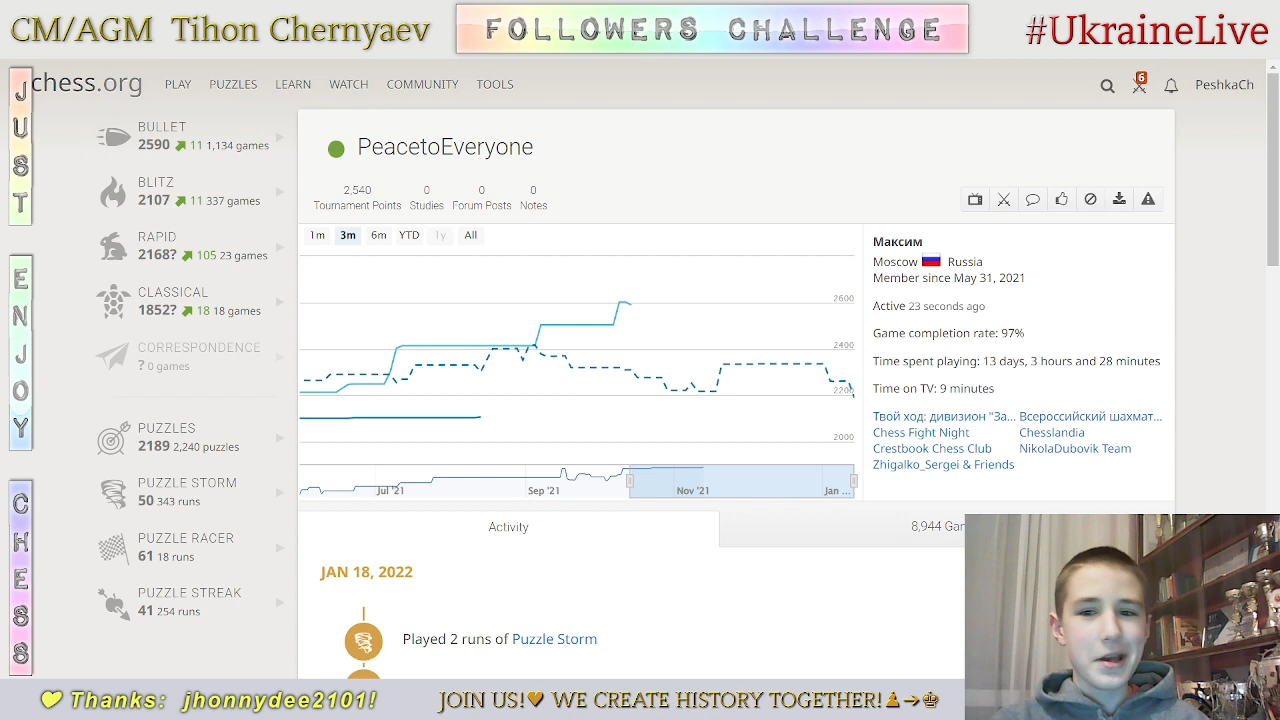 CM/AGM Tihon Chernyaev
FOLLOWERS CHALLENGE
#UkraineLive
JUST
ENJOY
CHESS
chess.org
PLAY PUZZLES LEARN WATCH COMMUNITY TOOLS
6
PeshkaCh
BULLET
2590 11 1,134 games
BLITZ
2107 11 337 games
RAPID
2168? 105 23 games
CLASSICAL
1852? 18 18 games
CORRESPONDENCE
? 0 games
PUZZLES
2189 2,240 puzzles
PUZZLE STORM
50 343 runs
PUZZLE RACER
61 18 runs
PUZZLE STREAK
41 254 runs
PeacetoEveryone
2,540 0 0 0
Tournament Points Studies Forum Posts Notes
1m 3m 6m YTD 1y All
2600
2400
2200
2000
Jul '21 Sep '21 Nov '21 Jan ...
Максим
Moscow Russia
Member since May 31, 2021
Active 23 seconds ago
Game completion rate: 97%
Time spent playing: 13 days, 3 hours and 28 minutes
Time on TV: 9 minutes
Твой ход: дивизион "За... Всероссийский шахмат...
Chess Fight Night Chesslandia
Crestbook Chess Club NikolaDubovik Team
Zhigalko_Sergei & Friends
Activity
8,944 Gam
JAN 18, 2022
Played 2 runs of Puzzle Storm
Thanks: jhonnydee2101!
JOIN US! WE CREATE HISTORY TOGETHER!